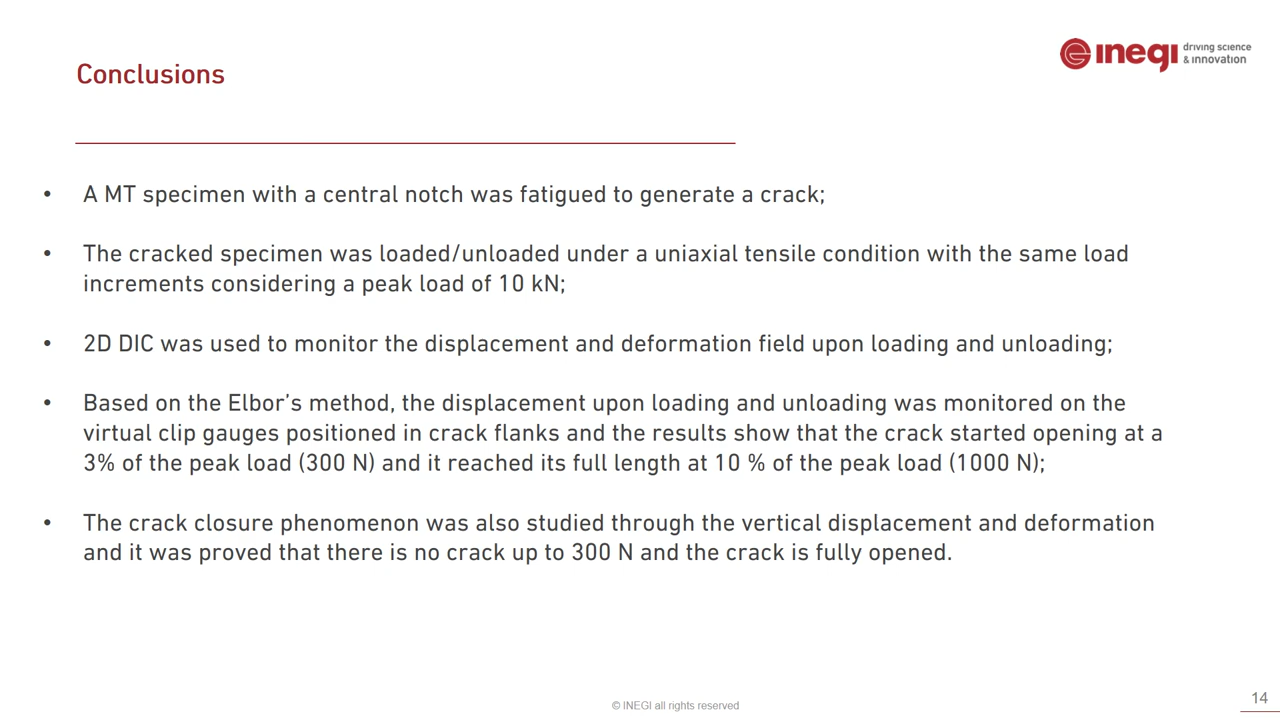 Conclusions
inegi driving science
& innovation
• A MT specimen with a central notch was fatigued to generate a crack;
• The cracked specimen was loaded/unloaded under a uniaxial tensile condition with the same load
increments considering a peak load of 10 kN;
• 2D DIC was used to monitor the displacement and deformation field upon loading and unloading;
• Based on the Elbor’s method, the displacement upon loading and unloading was monitored on the
virtual clip gauges positioned in crack flanks and the results show that the crack started opening at a
3% of the peak load (300 N) and it reached its full length at 10 % of the peak load (1000 N);
• The crack closure phenomenon was also studied through the vertical displacement and deformation
and it was proved that there is no crack up to 300 N and the crack is fully opened.
© INEGI all rights reserved
14